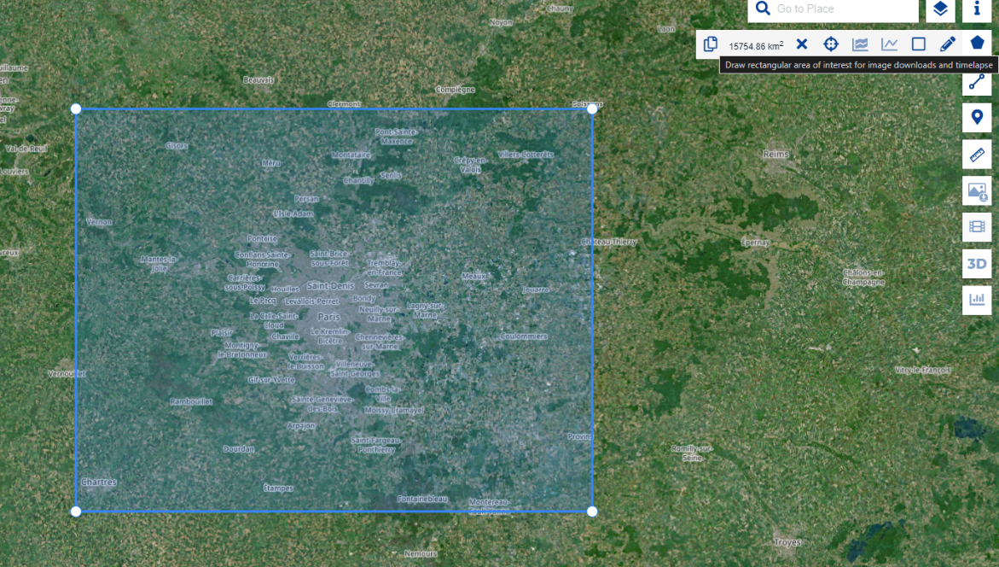 Chauny
Go to Place
Noyon
Laon
15754.86 km²
Draw rectangular area of interest for image downloads and timelapse
uillaume
Beauvais
Compiègne
Clermont
Soissons
Pont-Sainte-
Maxence
Val-de-Reuil
Gisors
Montataire
Villers-Cotterêts
Reims
Méru
Crépy-en-
Valois
Louviers
Senlis
Chantilly
Persan
L'Isle-Adam
Vernon
Pontoise
Château-Thierry
Épernay
vreux
Conflans-Sainte-
Honorine
Saint-Brice-
sous-Forêt
Mantes-la-
Jolie
Tremblay-
en-France
Meaux
Châlons-en-
Champagne
Carrières-
sous-Poissy
Houilles
Saint-Denis
Sevran
Jouarre
3D
Le Pecq
Levallois-Perret
Bondy
Neuilly-sur-
Marne
Lagny-sur-
Marne
La Celle-Saint-
Cloud
Paris
Plaisir
Chaville
Le Kremlin-
Bicêtre
Chennevières-
sur-Marne
Coulommiers
Montigny-
le-Bretonneux
Verrières-
le-Buisson
Villeneuve-
Saint-Georges
Vernouillet
Vitry-le-François
Gif-sur-Yvette
Combs-la-
Ville
Rambouillet
Sainte-Geneviève-
des-Bois
Moissy-Cramayel
Arpajon
Provins
Saint-Fargeau-
Ponthierry
Dourdan
Romilly-sur-
Seine
Chartres
Étampes
Fontainebleau
Montereau-
Troyes
Nemours